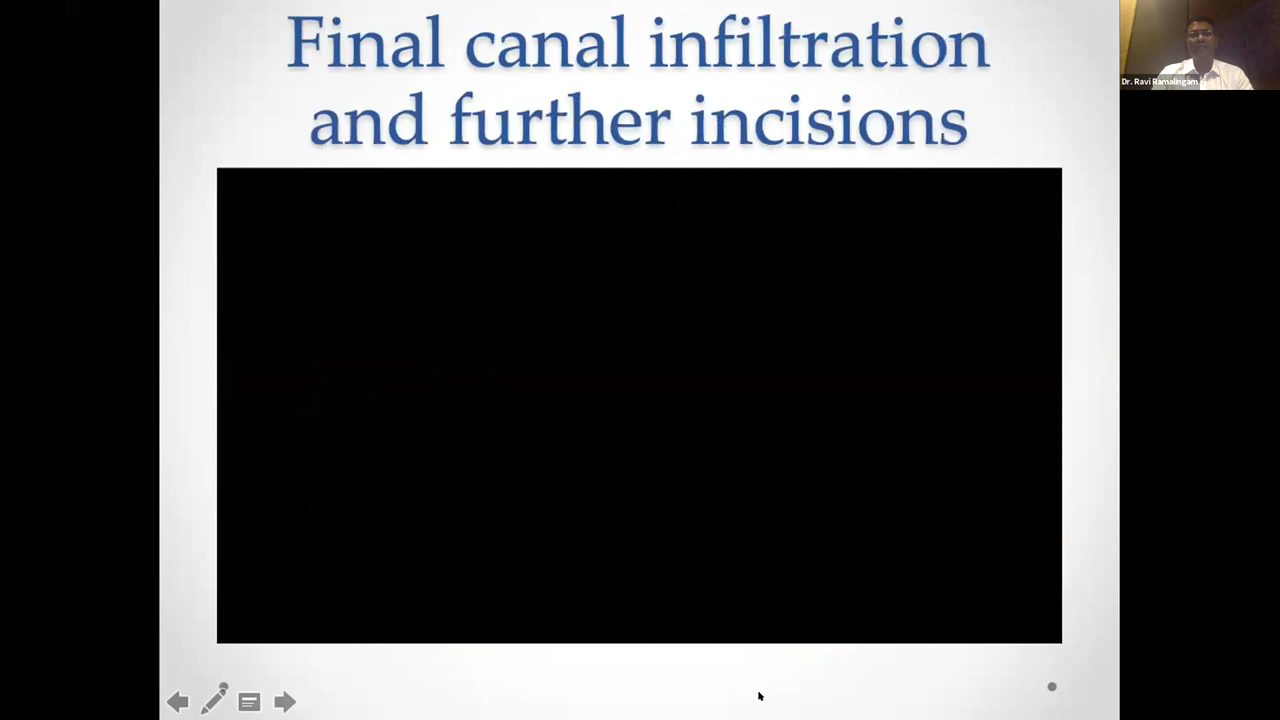 Final canal infiltration
and further incisions
Dr. Ravi Ramalingam